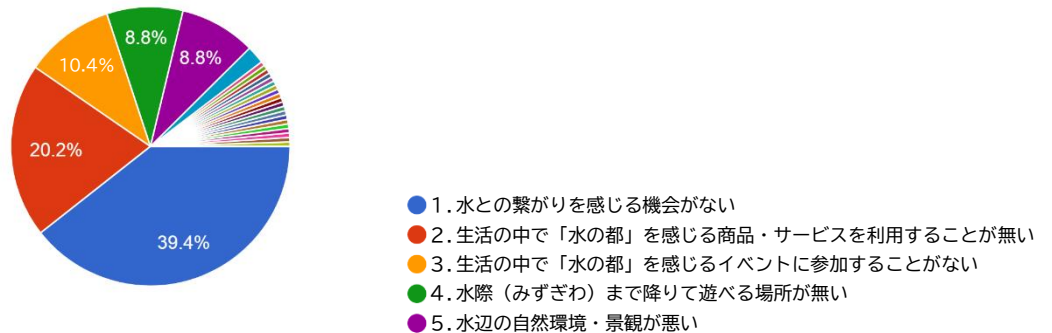 8.8%
8.8%
10.4%
20.2%
39.4%
1.水との繋がりを感じる機会がない
2.生活の中で「水の都」を感じる商品・サービスを利用することが無い
3.生活の中で「水の都」を感じるイベントに参加することがない
4.水際（みずぎわ）まで降りて遊べる場所が無い
5.水辺の自然環境・景観が悪い